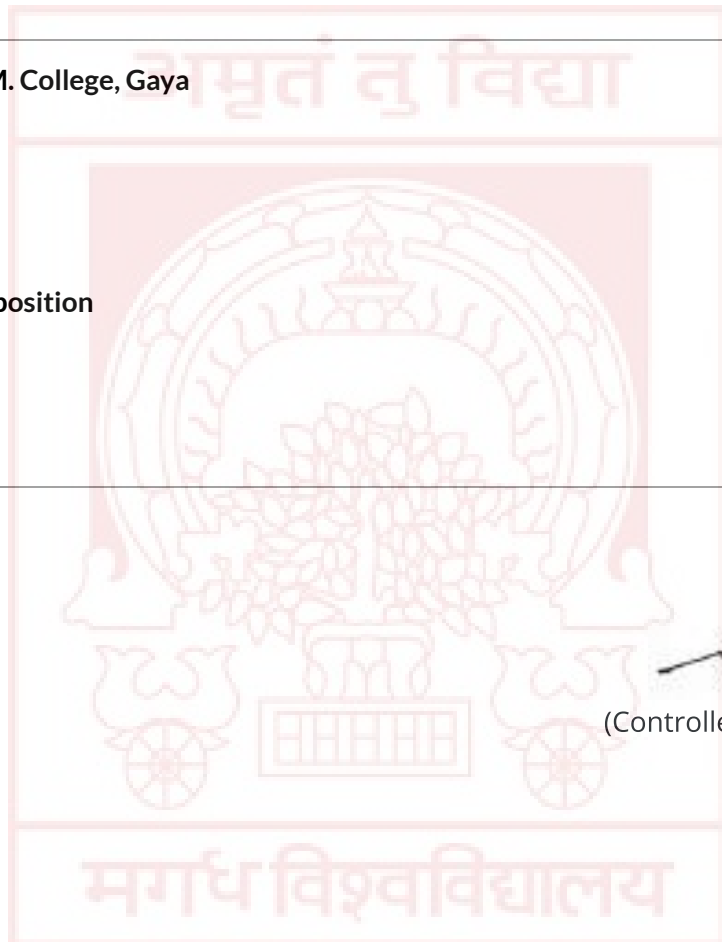 अमृतं तु विद्या
M. College, Gaya
position
(Controlle
मगध विश्वविद्यालय